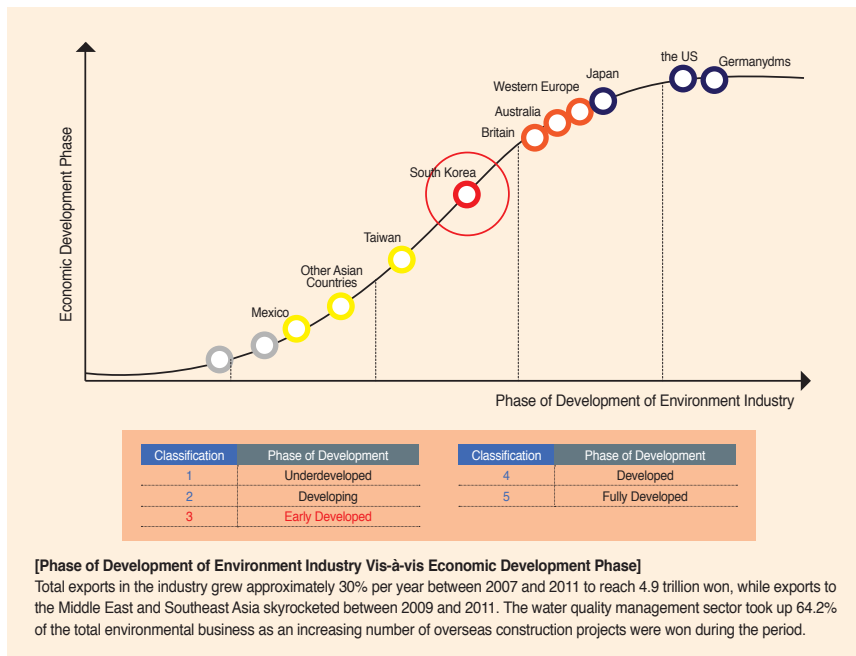 the US
Germanydms
Japan
Western Europe
Australia
Britain
South Korea
Taiwan
Other Asian
Countries
Mexico
Economic Development Phase
Phase of Development of Environment Industry
Classification Phase of Development
1 Underdeveloped
2 Developing
3 Early Developed
Classification Phase of Development
4 Developed
5 Fully Developed
[Phase of Development of Environment Industry Vis-à-vis Economic Development Phase]
Total exports in the industry grew approximately 30% per year between 2007 and 2011 to reach 4.9 trillion won, while exports to
the Middle East and Southeast Asia skyrocketed between 2009 and 2011. The water quality management sector took up 64.2%
of the total environmental business as an increasing number of overseas construction projects were won during the period.